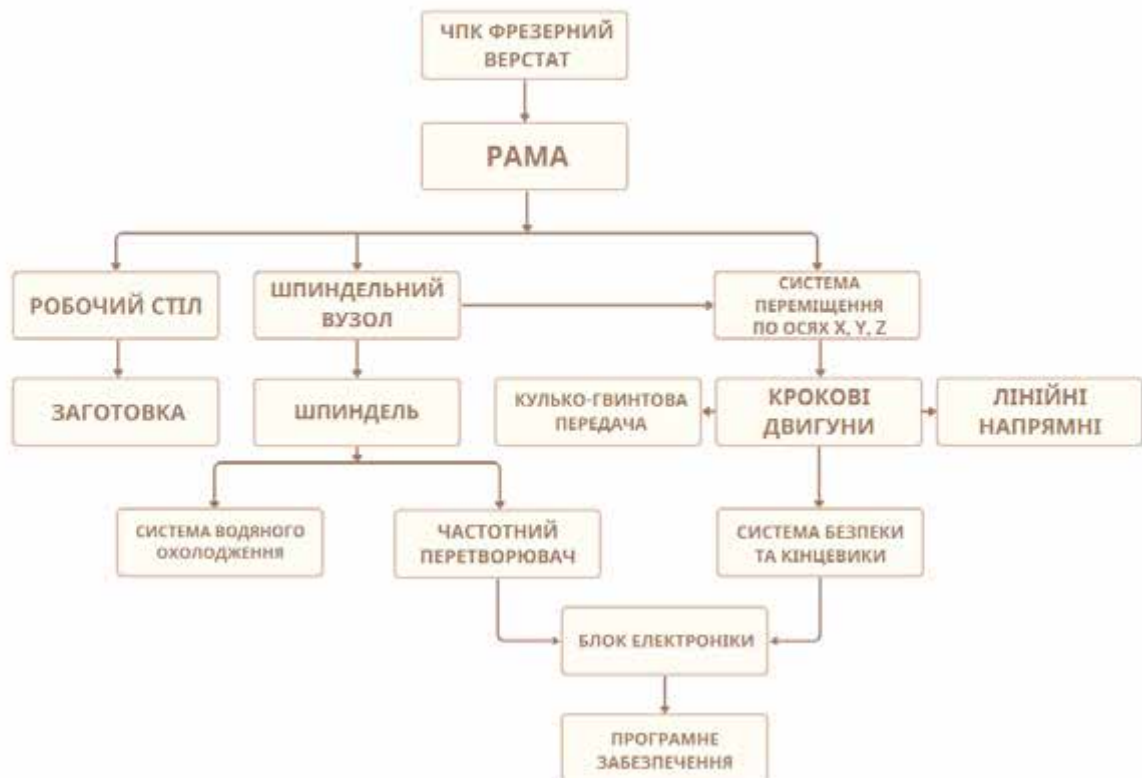 ЧПК ФРЕЗЕРНИЙ
ВЕРСТАТ
РАМА
РОБОЧИЙ СТІЛ
ШПИНДЕЛЬНИЙ
ВУЗОЛ
СИСТЕМА
ПЕРЕМІЩЕННЯ
ПО ОСЯХ X, Y, Z
ЗАГОТОВКА
ШПИНДЕЛЬ
КУЛЬКО-ГВИНТОВА
ПЕРЕДАЧА
КРОКОВІ
ДВИГУНИ
ЛІНІЙНІ
НАПРЯМНІ
СИСТЕМА ВОДЯНОГО
ОХОЛОДЖЕННЯ
ЧАСТОТНИЙ
ПЕРЕТВОРЮВАЧ
СИСТЕМА БЕЗПЕКИ
ТА КІНЦЕВИКИ
БЛОК ЕЛЕКТРОНІКИ
ПРОГРАМНЕ
ЗАБЕЗПЕЧЕННЯ